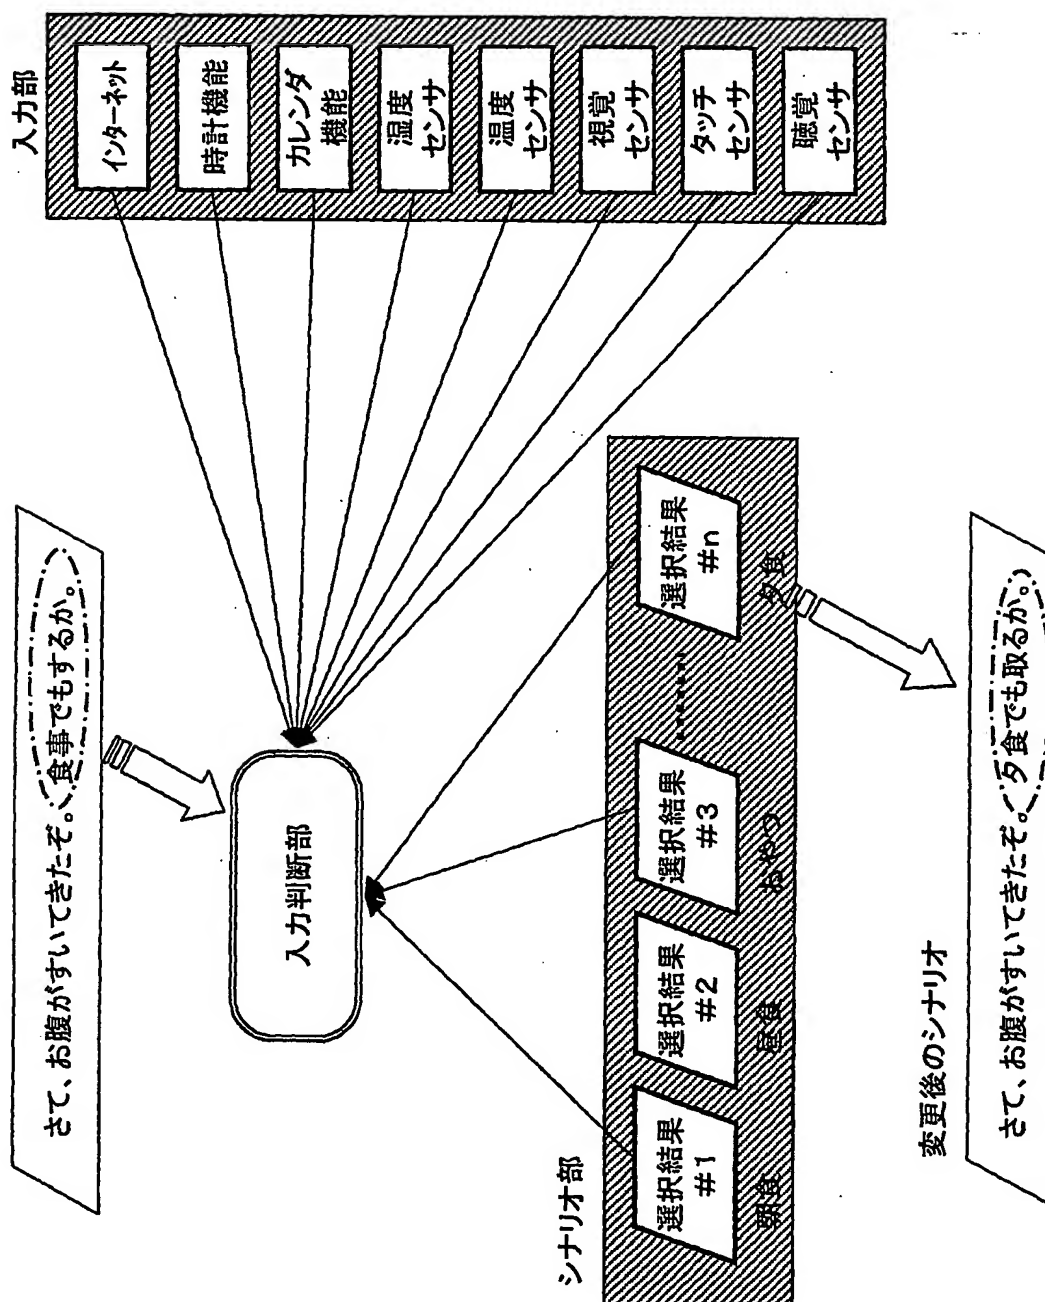 さて、お腹がすいてきたぞ。食事でもするか。
入力部
インターネット
時計機能
カレンダ
機能
湿度
センサ
温度
センサ
視覚
センサ
タッチ
センサ
聴覚
センサ
入力判断部
シナリオ部
選択結果
#1
朝食
選択結果
#2
昼食
選択結果
#3
おやつ
選択結果
#n
夕食
変更後のシナリオ
さて、お腹がすいてきたぞ。夕食でも取るか。